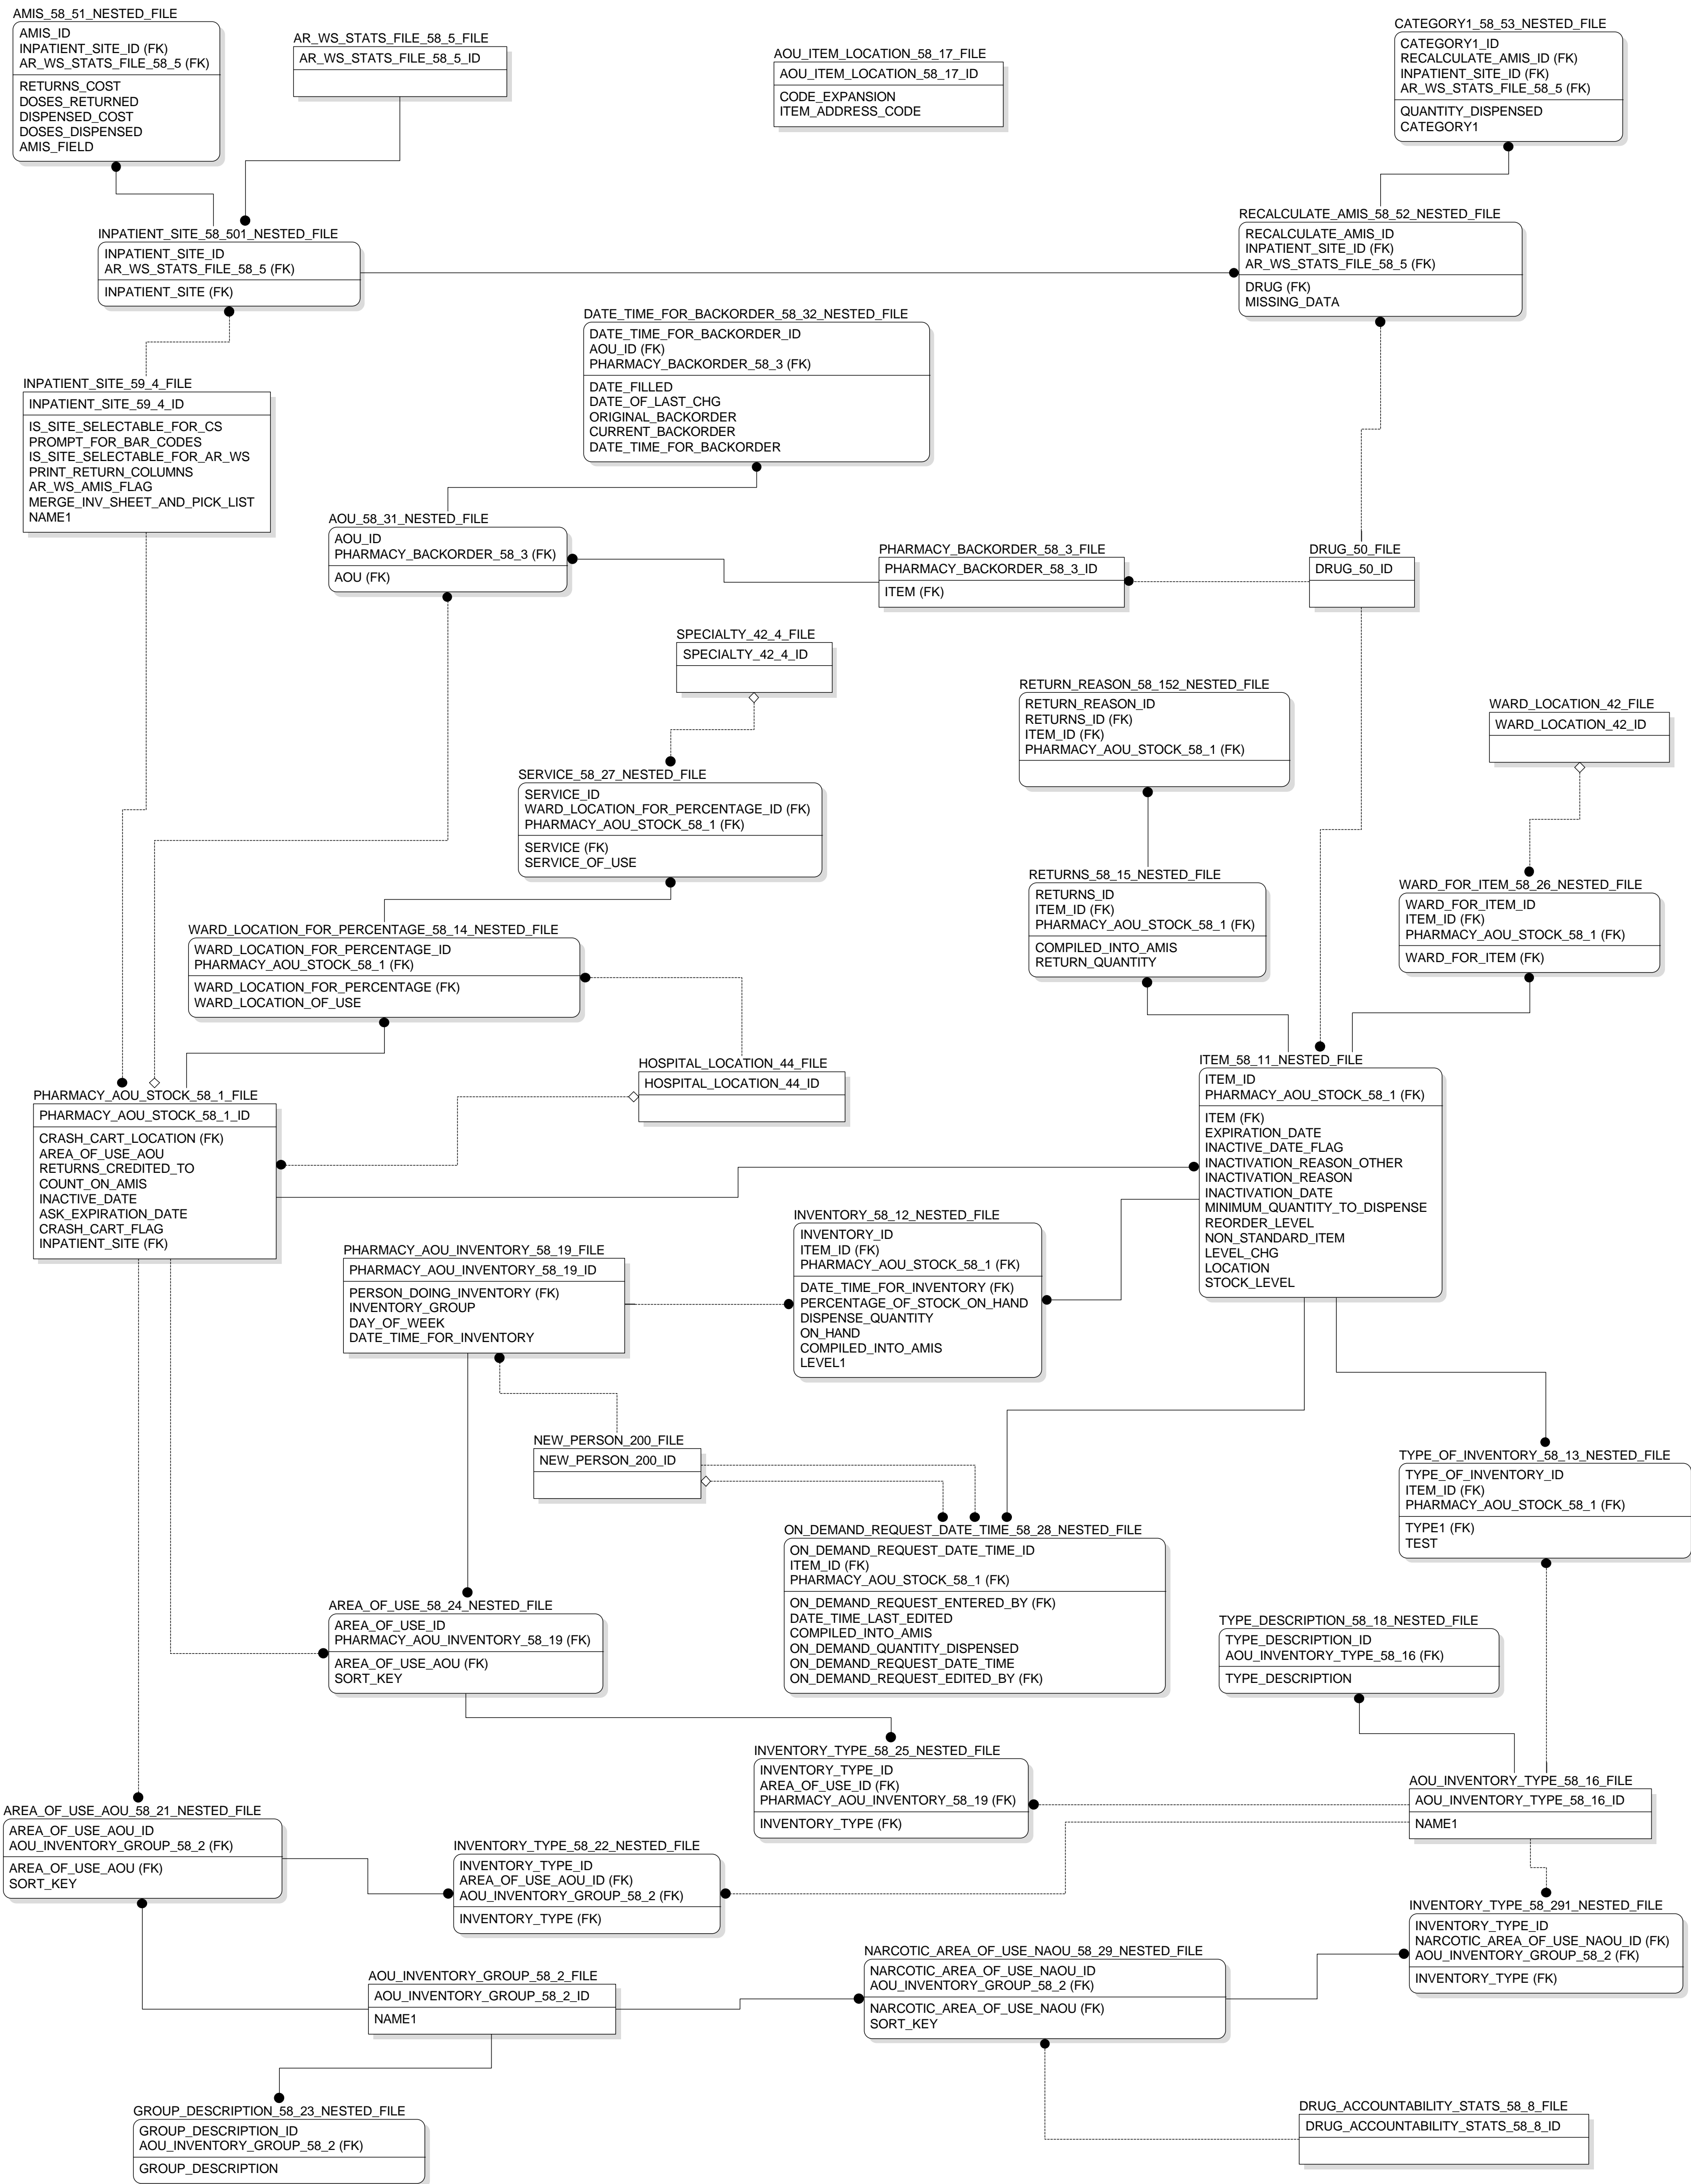 AMIS_58_51_NESTED_FILE
AMIS_ID
INPATIENT_SITE_ID (FK)
AR_WS_STATS_FILE_58_5 (FK)
RETURNS_COST
DOSES_RETURNED
DISPENSED_COST
DOSES_DISPENSED
AMIS_FIELD
AR_WS_STATS_FILE_58_5_FILE
AR_WS_STATS_FILE_58_5_ID
AOU_ITEM_LOCATION_58_17_FILE
AOU_ITEM_LOCATION_58_17_ID
CODE_EXPANSION
ITEM_ADDRESS_CODE
CATEGORY1_58_53_NESTED_FILE
CATEGORY1_ID
RECALCULATE_AMIS_ID (FK)
INPATIENT_SITE_ID (FK)
AR_WS_STATS_FILE_58_5 (FK)
QUANTITY_DISPENSED
CATEGORY1
INPATIENT_SITE_58_501_NESTED_FILE
INPATIENT_SITE_ID
AR_WS_STATS_FILE_58_5 (FK)
INPATIENT_SITE (FK)
RECALCULATE_AMIS_58_52_NESTED_FILE
RECALCULATE_AMIS_ID
INPATIENT_SITE_ID (FK)
AR_WS_STATS_FILE_58_5 (FK)
DRUG (FK)
MISSING_DATA
DATE_TIME_FOR_BACKORDER_58_32_NESTED_FILE
DATE_TIME_FOR_BACKORDER_ID
AOU_ID (FK)
PHARMACY_BACKORDER_58_3 (FK)
DATE_FILLED
DATE_OF_LAST_CHG
ORIGINAL_BACKORDER
CURRENT_BACKORDER
DATE_TIME_FOR_BACKORDER
INPATIENT_SITE_59_4_FILE
INPATIENT_SITE_59_4_ID
IS_SITE_SELECTABLE_FOR_CS
PROMPT_FOR_BAR_CODES
IS_SITE_SELECTABLE_FOR_AR_WS
PRINT_RETURN_COLUMNS
AR_WS_AMIS_FLAG
MERGE_INV_SHEET_AND_PICK_LIST
NAME1
AOU_58_31_NESTED_FILE
AOU_ID
PHARMACY_BACKORDER_58_3 (FK)
AOU (FK)
PHARMACY_BACKORDER_58_3_FILE
PHARMACY_BACKORDER_58_3_ID
ITEM (FK)
DRUG_50_FILE
DRUG_50_ID
SPECIALTY_42_4_FILE
SPECIALTY_42_4_ID
RETURN_REASON_58_152_NESTED_FILE
RETURN_REASON_ID
RETURNS_ID (FK)
ITEM_ID (FK)
PHARMACY_AOU_STOCK_58_1 (FK)
WARD_LOCATION_42_FILE
WARD_LOCATION_42_ID
SERVICE_58_27_NESTED_FILE
SERVICE_ID
WARD_LOCATION_FOR_PERCENTAGE_ID (FK)
PHARMACY_AOU_STOCK_58_1 (FK)
SERVICE (FK)
SERVICE_OF_USE
RETURNS_58_15_NESTED_FILE
RETURNS_ID
ITEM_ID (FK)
PHARMACY_AOU_STOCK_58_1 (FK)
COMPILED_INTO_AMIS
RETURN_QUANTITY
WARD_FOR_ITEM_58_26_NESTED_FILE
WARD_FOR_ITEM_ID
ITEM_ID (FK)
PHARMACY_AOU_STOCK_58_1 (FK)
WARD_FOR_ITEM (FK)
WARD_LOCATION_FOR_PERCENTAGE_58_14_NESTED_FILE
WARD_LOCATION_FOR_PERCENTAGE_ID
PHARMACY_AOU_STOCK_58_1 (FK)
WARD_LOCATION_FOR_PERCENTAGE (FK)
WARD_LOCATION_OF_USE
HOSPITAL_LOCATION_44_FILE
HOSPITAL_LOCATION_44_ID
ITEM_58_11_NESTED_FILE
ITEM_ID
PHARMACY_AOU_STOCK_58_1 (FK)
ITEM (FK)
EXPIRATION_DATE
INACTIVE_DATE_FLAG
INACTIVATION_REASON_OTHER
INACTIVATION_REASON
INACTIVATION_DATE
MINIMUM_QUANTITY_TO_DISPENSE
REORDER_LEVEL
NON_STANDARD_ITEM
LEVEL_CHG
LOCATION
STOCK_LEVEL
PHARMACY_AOU_STOCK_58_1_FILE
PHARMACY_AOU_STOCK_58_1_ID
CRASH_CART_LOCATION (FK)
AREA_OF_USE_AOU
RETURNS_CREDITED_TO
COUNT_ON_AMIS
INACTIVE_DATE
ASK_EXPIRATION_DATE
CRASH_CART_FLAG
INPATIENT_SITE (FK)
INVENTORY_58_12_NESTED_FILE
INVENTORY_ID
ITEM_ID (FK)
PHARMACY_AOU_STOCK_58_1 (FK)
DATE_TIME_FOR_INVENTORY (FK)
PERCENTAGE_OF_STOCK_ON_HAND
DISPENSE_QUANTITY
ON_HAND
COMPILED_INTO_AMIS
LEVEL1
PHARMACY_AOU_INVENTORY_58_19_FILE
PHARMACY_AOU_INVENTORY_58_19_ID
PERSON_DOING_INVENTORY (FK)
INVENTORY_GROUP
DAY_OF_WEEK
DATE_TIME_FOR_INVENTORY
NEW_PERSON_200_FILE
NEW_PERSON_200_ID
TYPE_OF_INVENTORY_58_13_NESTED_FILE
TYPE_OF_INVENTORY_ID
ITEM_ID (FK)
PHARMACY_AOU_STOCK_58_1 (FK)
TYPE1 (FK)
TEST
ON_DEMAND_REQUEST_DATE_TIME_58_28_NESTED_FILE
ON_DEMAND_REQUEST_DATE_TIME_ID
ITEM_ID (FK)
PHARMACY_AOU_STOCK_58_1 (FK)
ON_DEMAND_REQUEST_ENTERED_BY (FK)
DATE_TIME_LAST_EDITED
COMPILED_INTO_AMIS
ON_DEMAND_QUANTITY_DISPENSED
ON_DEMAND_REQUEST_DATE_TIME
ON_DEMAND_REQUEST_EDITED_BY (FK)
AREA_OF_USE_58_24_NESTED_FILE
AREA_OF_USE_ID
PHARMACY_AOU_INVENTORY_58_19 (FK)
AREA_OF_USE_AOU (FK)
SORT_KEY
TYPE_DESCRIPTION_58_18_NESTED_FILE
TYPE_DESCRIPTION_ID
AOU_INVENTORY_TYPE_58_16 (FK)
TYPE_DESCRIPTION
INVENTORY_TYPE_58_25_NESTED_FILE
INVENTORY_TYPE_ID
AREA_OF_USE_ID (FK)
PHARMACY_AOU_INVENTORY_58_19 (FK)
INVENTORY_TYPE (FK)
AOU_INVENTORY_TYPE_58_16_FILE
AOU_INVENTORY_TYPE_58_16_ID
NAME1
AREA_OF_USE_AOU_58_21_NESTED_FILE
AREA_OF_USE_AOU_ID
AOU_INVENTORY_GROUP_58_2 (FK)
AREA_OF_USE_AOU (FK)
SORT_KEY
INVENTORY_TYPE_58_22_NESTED_FILE
INVENTORY_TYPE_ID
AREA_OF_USE_AOU_ID (FK)
AOU_INVENTORY_GROUP_58_2 (FK)
INVENTORY_TYPE (FK)
INVENTORY_TYPE_58_291_NESTED_FILE
INVENTORY_TYPE_ID
NARCOTIC_AREA_OF_USE_NAOU_ID (FK)
AOU_INVENTORY_GROUP_58_2 (FK)
INVENTORY_TYPE (FK)
NARCOTIC_AREA_OF_USE_NAOU_58_29_NESTED_FILE
NARCOTIC_AREA_OF_USE_NAOU_ID
AOU_INVENTORY_GROUP_58_2 (FK)
NARCOTIC_AREA_OF_USE_NAOU (FK)
SORT_KEY
AOU_INVENTORY_GROUP_58_2_FILE
AOU_INVENTORY_GROUP_58_2_ID
NAME1
GROUP_DESCRIPTION_58_23_NESTED_FILE
GROUP_DESCRIPTION_ID
AOU_INVENTORY_GROUP_58_2 (FK)
GROUP_DESCRIPTION
DRUG_ACCOUNTABILITY_STATS_58_8_FILE
DRUG_ACCOUNTABILITY_STATS_58_8_ID